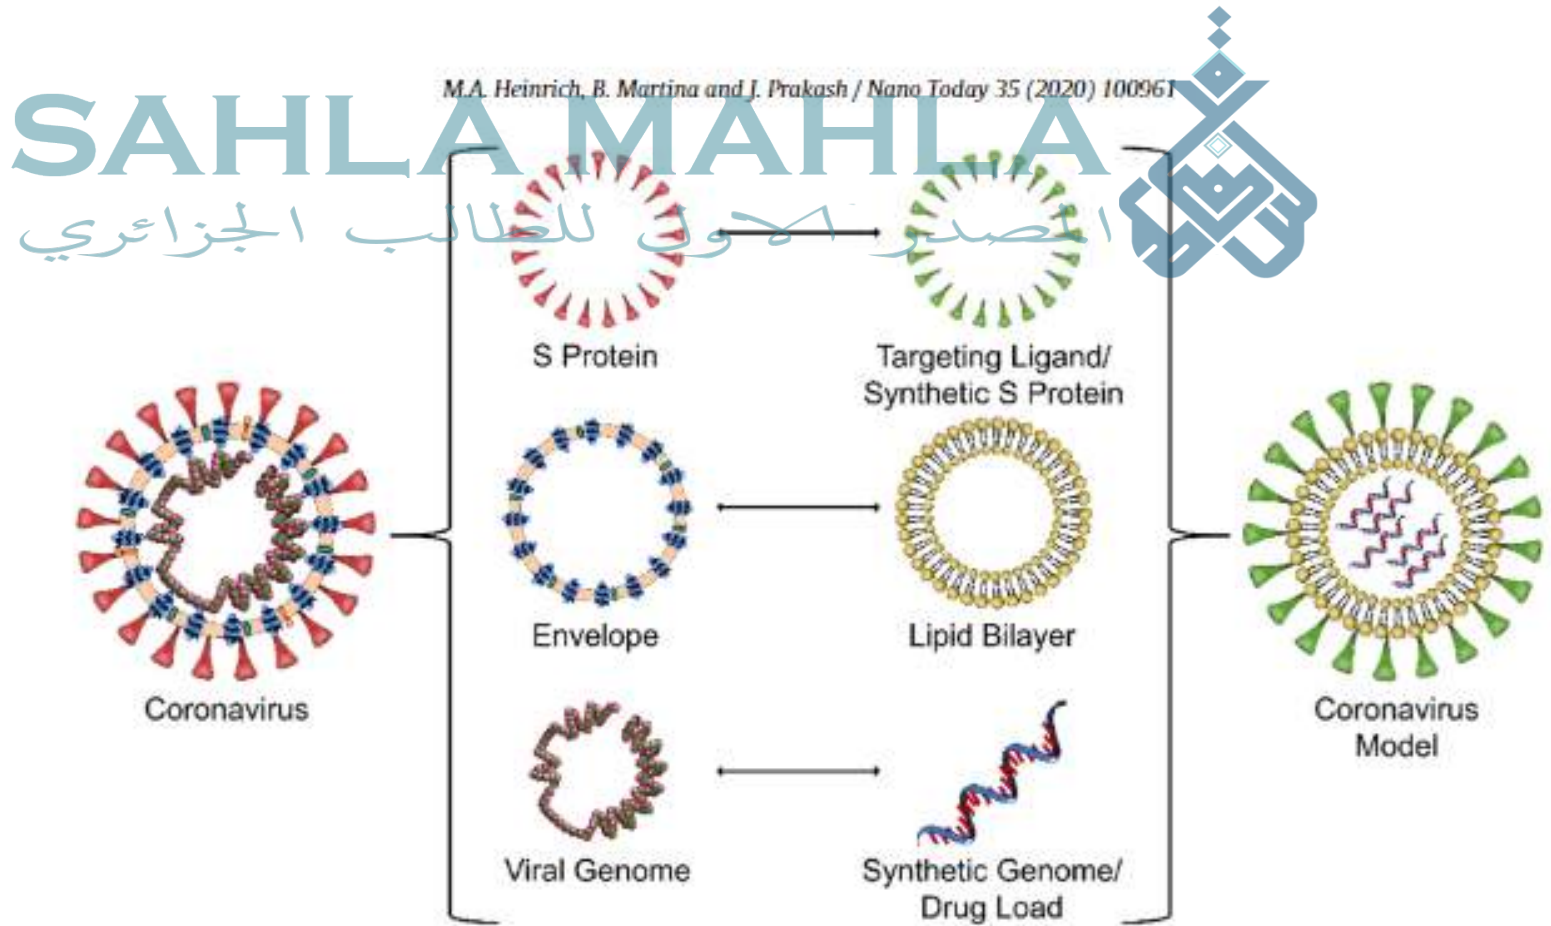 M.A. Heinrich, B. Martina and J. Prakash / Nano Today 35 (2020) 100961
SAHLA MAHLA
المصدر الاول للطالب الجزائري
S Protein
Targeting Ligand/
Synthetic S Protein
Envelope
Lipid Bilayer
Coronavirus
Coronavirus
Model
Viral Genome
Synthetic Genome/
Drug Load